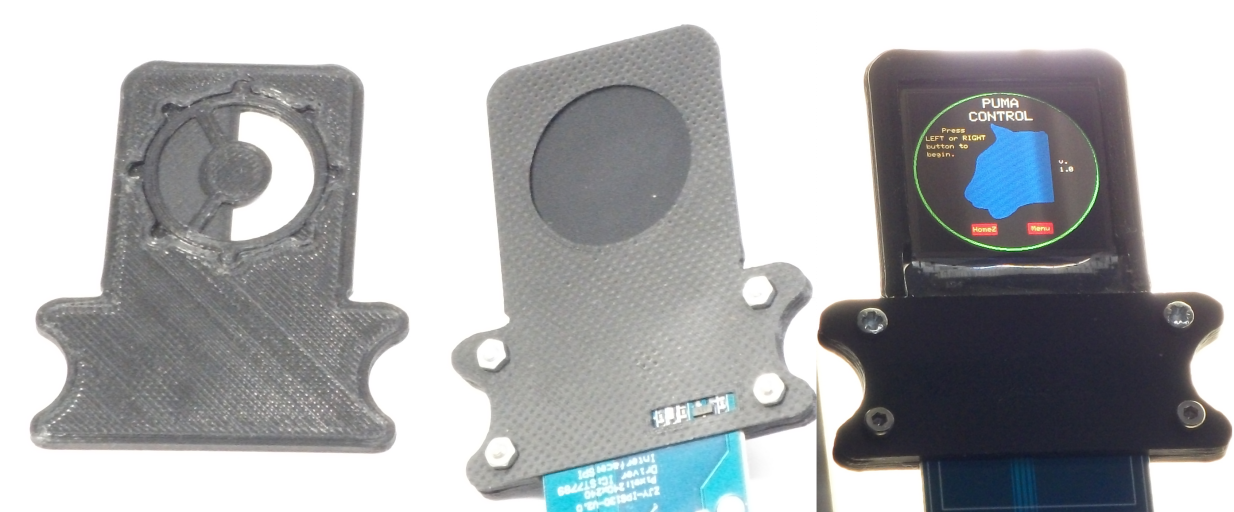 ZJY-IPS130-V2.0
Pixel:240x240
Driver IC:ST7789
Interface:SPI
PUMA
CONTROL
Press
LEFT or RIGHT
button to
begin.
v.
1.0
HomeZ
Menu